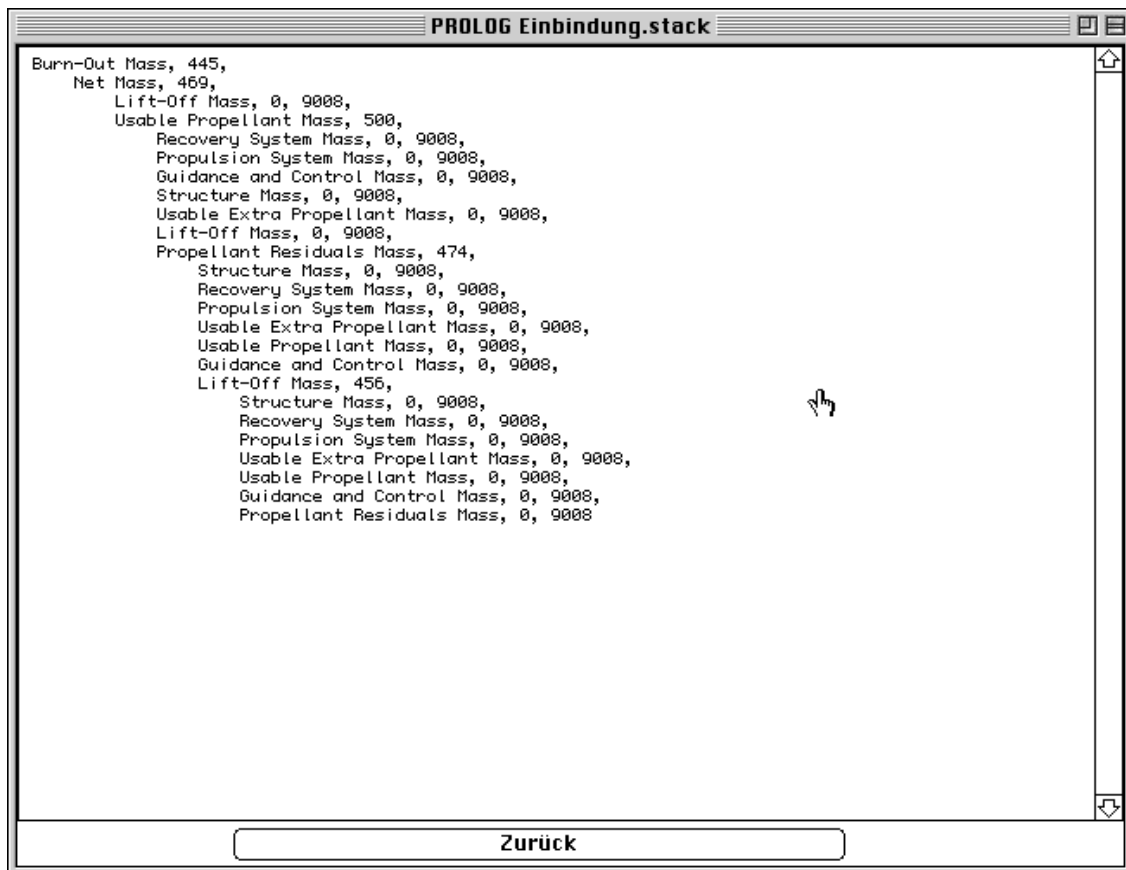 PROLOG Einbindung.stack
Burn-Out Mass, 445,
Net Mass, 469,
Lift-Off Mass, 0, 9008,
Usable Propellant Mass, 500,
Recovery System Mass, 0, 9008,
Propulsion System Mass, 0, 9008,
Guidance and Control Mass, 0, 9008,
Structure Mass, 0, 9008,
Usable Extra Propellant Mass, 0, 9008,
Lift-Off Mass, 0, 9008,
Propellant Residuals Mass, 474,
Structure Mass, 0, 9008,
Recovery System Mass, 0, 9008,
Propulsion System Mass, 0, 9008,
Usable Extra Propellant Mass, 0, 9008,
Usable Propellant Mass, 0, 9008,
Guidance and Control Mass, 0, 9008,
Lift-Off Mass, 456,
Structure Mass, 0, 9008,
Recovery System Mass, 0, 9008,
Propulsion System Mass, 0, 9008,
Usable Extra Propellant Mass, 0, 9008,
Usable Propellant Mass, 0, 9008,
Guidance and Control Mass, 0, 9008,
Propellant Residuals Mass, 0, 9008
Zurück